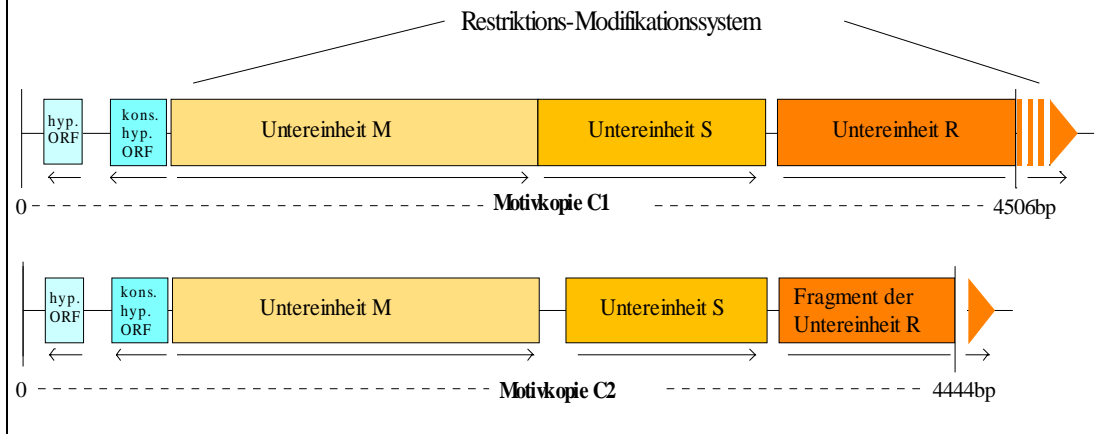 Restriktions-Modifikationssystem
hyp.
ORF
kons.
hyp.
ORF
Untereinheit M
Untereinheit S
Untereinheit R
0
Motivkopie C1
4506bp
hyp.
ORF
kons.
hyp.
ORF
Untereinheit M
Untereinheit S
Fragment der
Untereinheit R
0
Motivkopie C2
4444bp